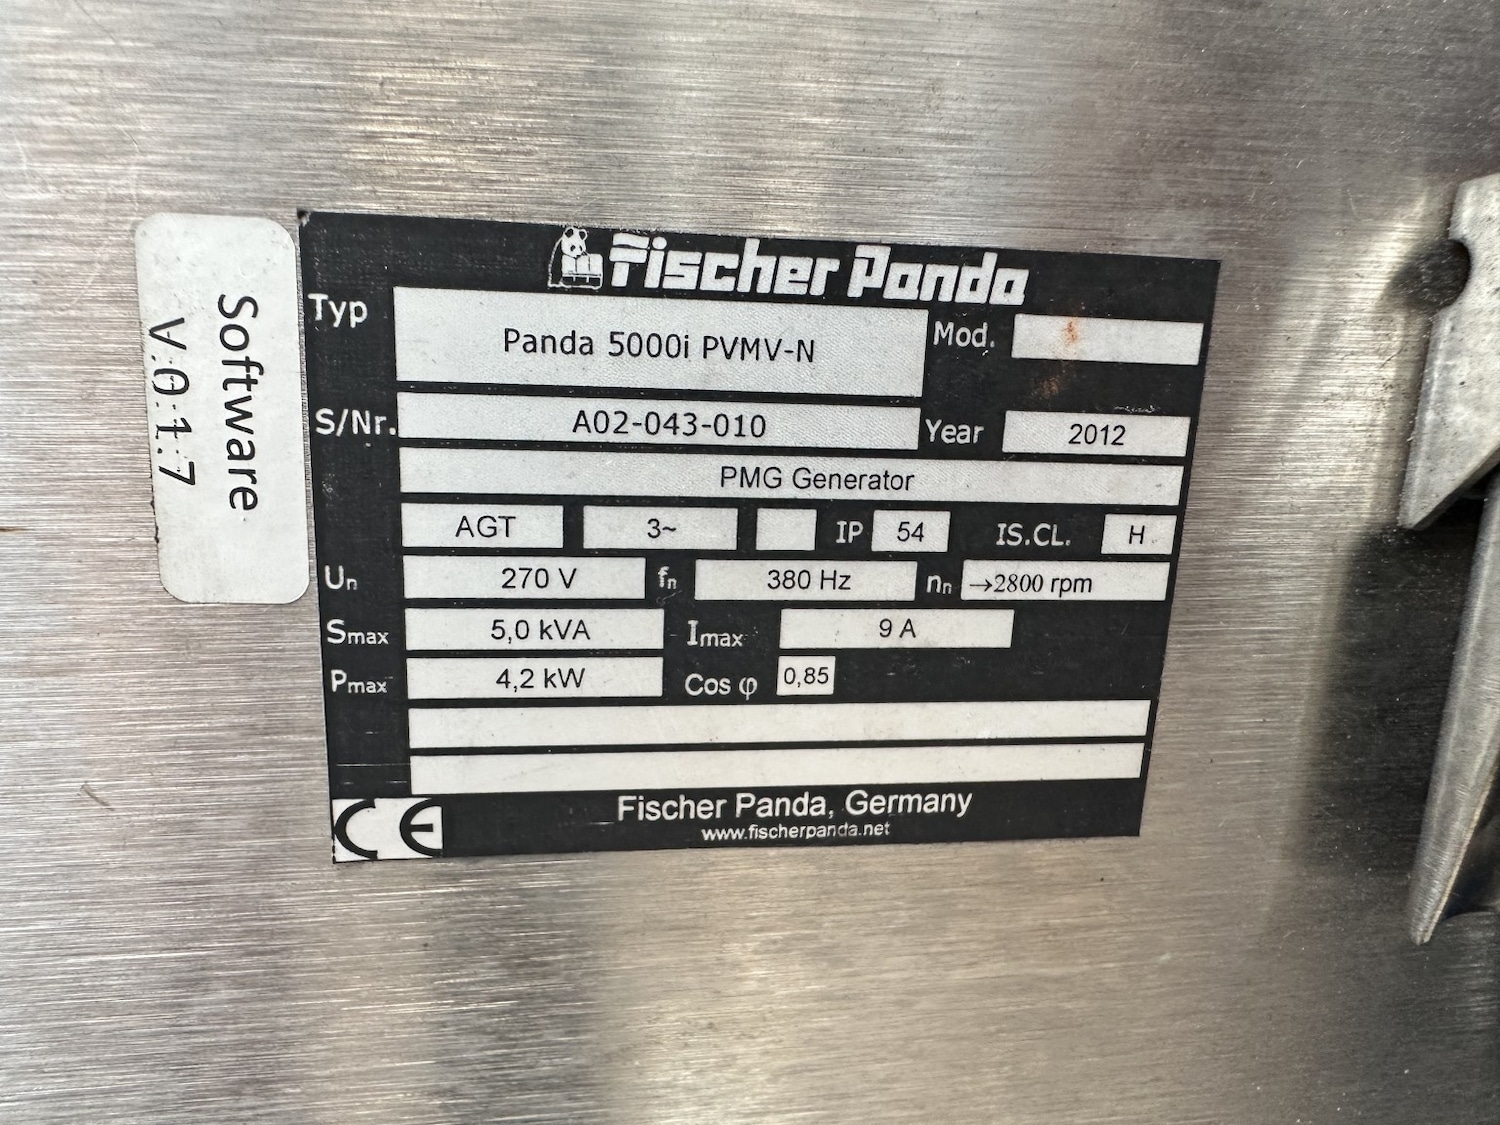 Software
V.0.1.7
Fischer Panda
Typ Panda 5000i PVMV-N Mod.
S/Nr. A02-043-010 Year 2012
PMG Generator
AGT 3~ IP 54 IS.CL. H
Un 270 V fn 380 Hz nn →2800 rpm
Smax 5,0 kVA Imax 9 A
Pmax 4,2 kW Cos φ 0,85
CE
Fischer Panda, Germany
www.fischerpanda.net